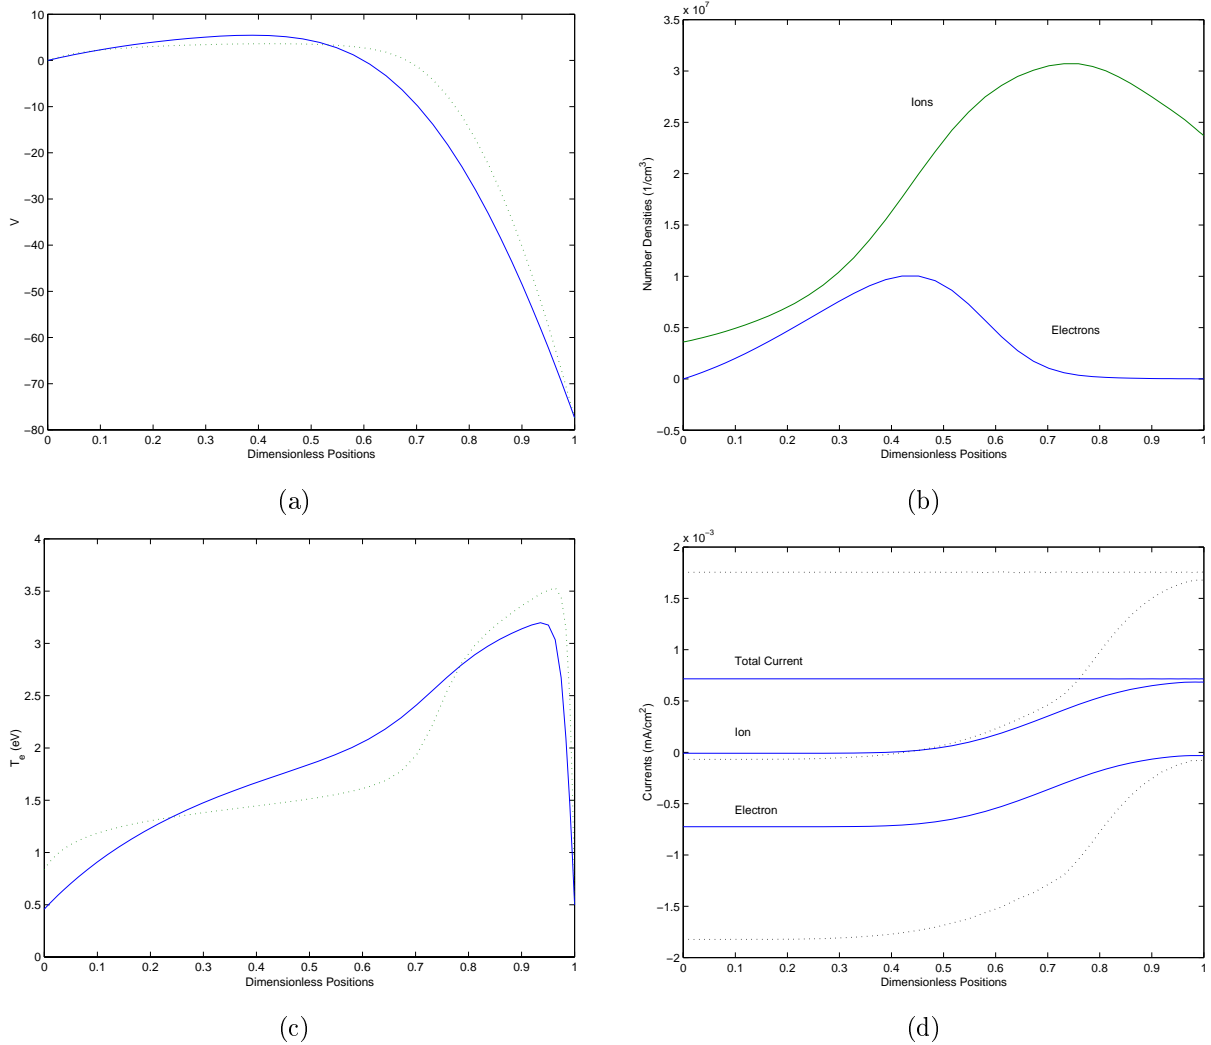 10
0
−10
−20
−30
−40
−50
−60
−70
−80
V
0 0.1 0.2 0.3 0.4 0.5 0.6 0.7 0.8 0.9 1
Dimensionless Positions
(a)
x 10^7
3.5
3
2.5
2
1.5
1
0.5
0
−0.5
Number Densities (1/cm^3)
Ions
Electrons
0 0.1 0.2 0.3 0.4 0.5 0.6 0.7 0.8 0.9 1
Dimensionless Positions
(b)
4
3.5
3
2.5
2
1.5
1
0.5
0
T_e (eV)
0 0.1 0.2 0.3 0.4 0.5 0.6 0.7 0.8 0.9 1
Dimensionless Positions
(c)
x 10^−3
2
1.5
1
0.5
0
−0.5
−1
−1.5
−2
Currents (mA/cm^2)
Total Current
Ion
Electron
0 0.1 0.2 0.3 0.4 0.5 0.6 0.7 0.8 0.9 1
Dimensionless Positions
(d)